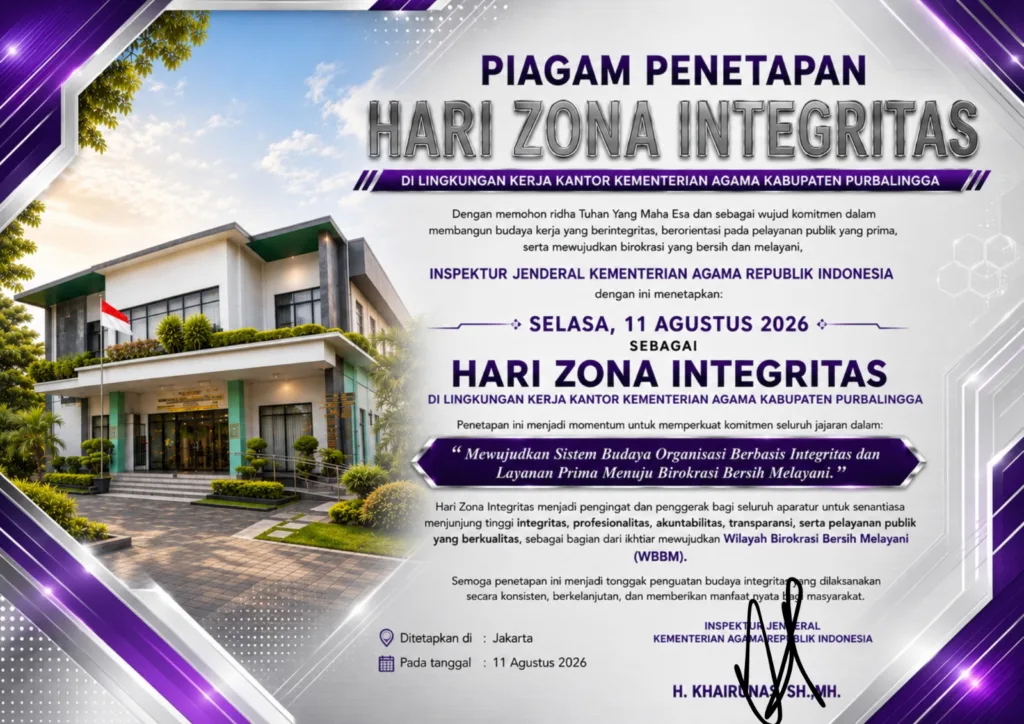 PIAGAM PENETAPAN
HARI ZONA INTEGRITAS
DI LINGKUNGAN KERJA KANTOR KEMENTERIAN AGAMA KABUPATEN PURBALINGGA
Dengan memohon ridha Tuhan Yang Maha Esa dan sebagai wujud komitmen dalam
membangun budaya kerja yang berintegritas, berorientasi pada pelayanan publik yang prima,
serta mewujudkan birokrasi yang bersih dan melayani,
INSPEKTUR JENDERAL KEMENTERIAN AGAMA REPUBLIK INDONESIA
dengan ini menetapkan:
SELASA, 11 AGUSTUS 2026
SEBAGAI
HARI ZONA INTEGRITAS
DI LINGKUNGAN KERJA KANTOR KEMENTERIAN AGAMA KABUPATEN PURBALINGGA
Penetapan ini menjadi momentum untuk memperkuat komitmen seluruh jajaran dalam:
“ Mewujudkan Sistem Budaya Organisasi Berbasis Integritas dan
Layanan Prima Menuju Birokrasi Bersih Melayani.”
Hari Zona Integritas menjadi pengingat dan penggerak bagi seluruh aparatur untuk senantiasa
menjunjung tinggi integritas, profesionalitas, akuntabilitas, transparansi, serta pelayanan publik
yang berkualitas, sebagai bagian dari ikhtiar mewujudkan Wilayah Birokrasi Bersih Melayani
(WBBM).
Semoga penetapan ini menjadi tonggak penguatan budaya integritas yang dilaksanakan
secara konsisten, berkelanjutan, dan memberikan manfaat nyata bagi masyarakat.
Ditetapkan di : Jakarta
Pada tanggal : 11 Agustus 2026
INSPEKTUR JENDERAL
KEMENTERIAN AGAMA REPUBLIK INDONESIA
H. KHAIRUNAS, SH.,MH.